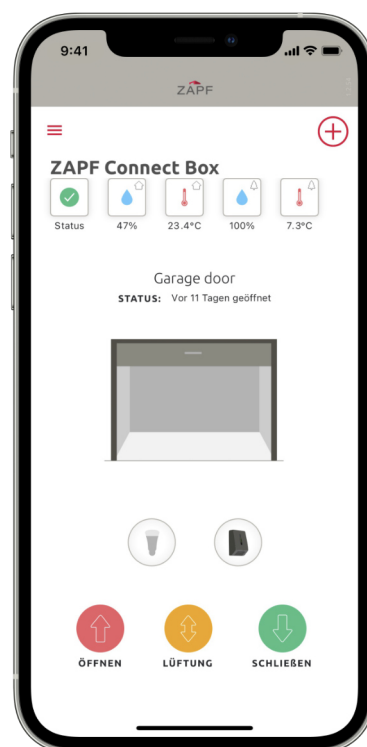 9:41
ZAPF
ZAPF Connect Box
Status 47% 23.4°C 100% 7.3°C
Garage door
STATUS: Vor 11 Tagen geöffnet
ÖFFNEN LÜFTUNG SCHLIEßEN